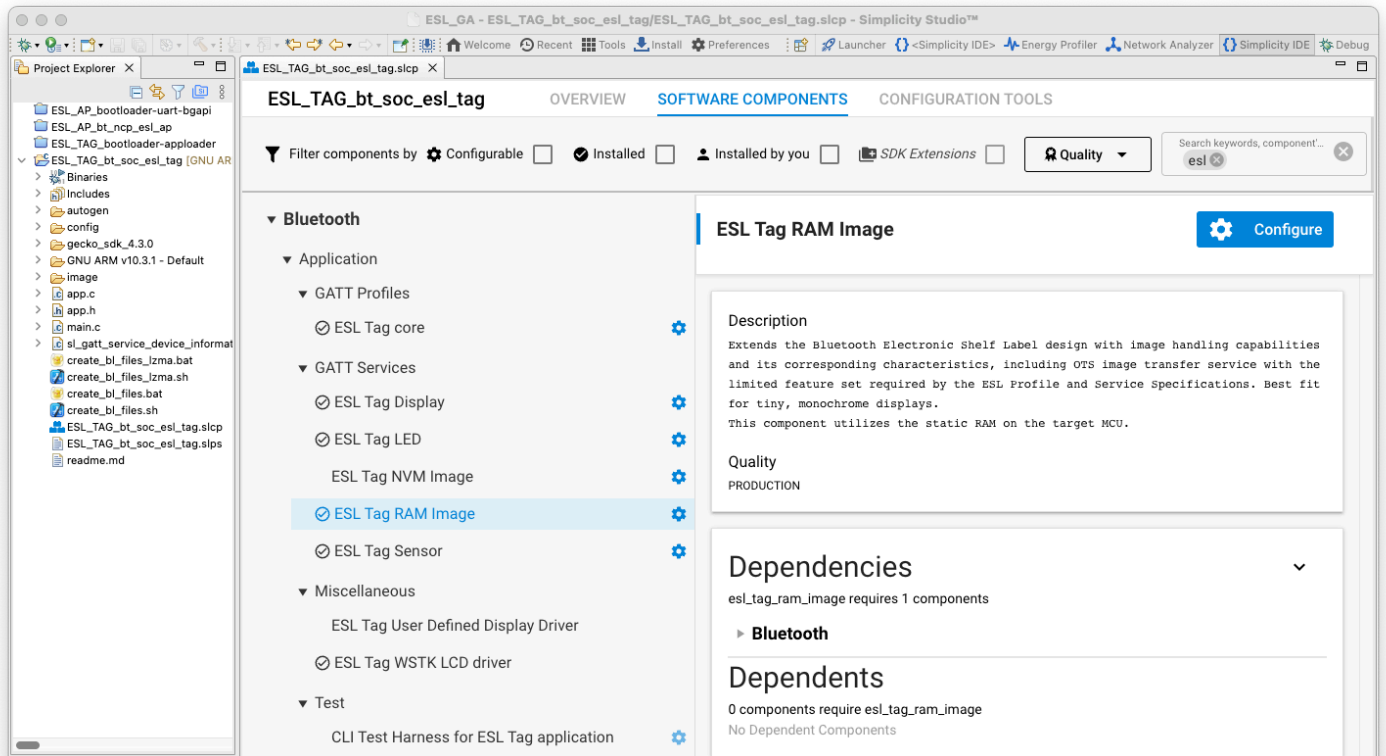 ESL_GA - ESL_TAG_bt_soc_esl_tag/ESL_TAG_bt_soc_esl_tag.slcp - Simplicity Studio™
Welcome Recent Tools Install Preferences Launcher {} <Simplicity IDE> Energy Profiler Network Analyzer {} Simplicity IDE Debug
Project Explorer
ESL_AP_bootloader-uart-bgapi
ESL_AP_bt_ncp_esl_ap
ESL_TAG_bootloader-apploader
ESL_TAG_bt_soc_esl_tag [GNU AR
Binaries
Includes
autogen
config
gecko_sdk_4.3.0
GNU ARM v10.3.1 - Default
image
app.c
app.h
main.c
sl_gatt_service_device_informat
create_bl_files_lzma.bat
create_bl_files_lzma.sh
create_bl_files.bat
create_bl_files.sh
ESL_TAG_bt_soc_esl_tag.slcp
ESL_TAG_bt_soc_esl_tag.slps
readme.md
ESL_TAG_bt_soc_esl_tag.slcp
ESL_TAG_bt_soc_esl_tag OVERVIEW SOFTWARE COMPONENTS CONFIGURATION TOOLS
Filter components by Configurable Installed Installed by you SDK Extensions Quality
Search keywords, component'...
esl
Bluetooth
Application
GATT Profiles
ESL Tag core
GATT Services
ESL Tag Display
ESL Tag LED
ESL Tag NVM Image
ESL Tag RAM Image
ESL Tag Sensor
Miscellaneous
ESL Tag User Defined Display Driver
ESL Tag WSTK LCD driver
Test
CLI Test Harness for ESL Tag application
ESL Tag RAM Image
Configure
Description
Extends the Bluetooth Electronic Shelf Label design with image handling capabilities
and its corresponding characteristics, including OTS image transfer service with the
limited feature set required by the ESL Profile and Service Specifications. Best fit
for tiny, monochrome displays.
This component utilizes the static RAM on the target MCU.
Quality
PRODUCTION
Dependencies
esl_tag_ram_image requires 1 components
Bluetooth
Dependents
0 components require esl_tag_ram_image
No Dependent Components